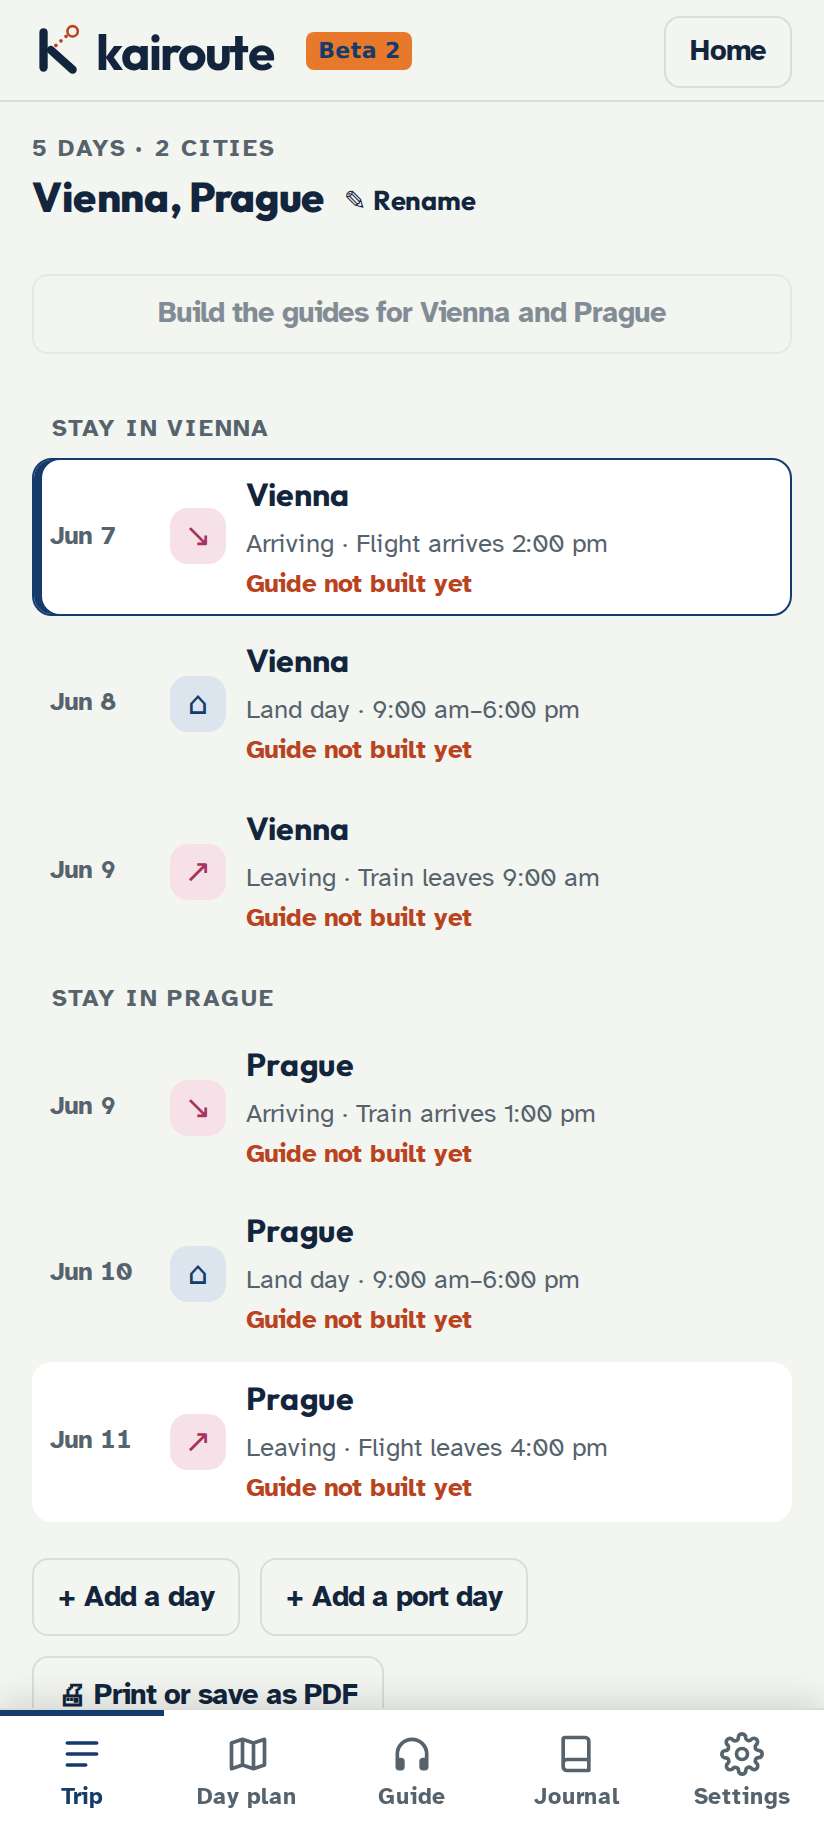 kairoute Beta 2 Home
5 DAYS · 2 CITIES
Vienna, Prague ✎ Rename
Build the guides for Vienna and Prague
STAY IN VIENNA
Vienna
Jun 7
Arriving · Flight arrives 2:00 pm
Guide not built yet
Vienna
Jun 8
Land day · 9:00 am–6:00 pm
Guide not built yet
Vienna
Jun 9
Leaving · Train leaves 9:00 am
Guide not built yet
STAY IN PRAGUE
Prague
Jun 9
Arriving · Train arrives 1:00 pm
Guide not built yet
Prague
Jun 10
Land day · 9:00 am–6:00 pm
Guide not built yet
Prague
Jun 11
Leaving · Flight leaves 4:00 pm
Guide not built yet
+ Add a day + Add a port day
Print or save as PDF
Trip Day plan Guide Journal Settings